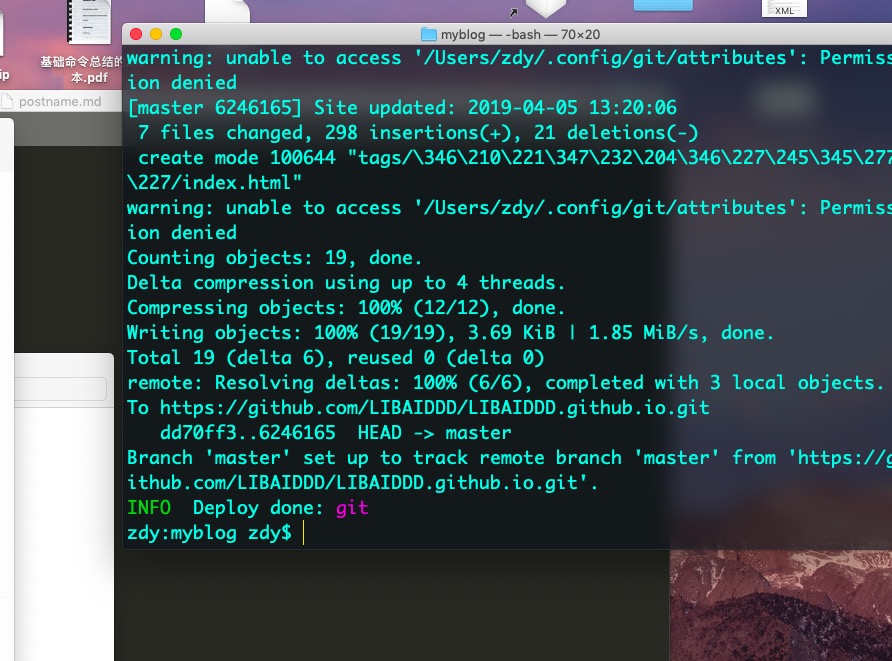 XML
基础命令总结的
本.pdf
ip
postname.md
myblog — -bash — 70×20
warning: unable to access '/Users/zdy/.config/git/attributes': Permiss
ion denied
[master 6246165] Site updated: 2019-04-05 13:20:06
7 files changed, 298 insertions(+), 21 deletions(-)
create mode 100644 "tags/\346\210\221\347\232\204\346\227\245\345\277
\227/index.html"
warning: unable to access '/Users/zdy/.config/git/attributes': Permiss
ion denied
Counting objects: 19, done.
Delta compression using up to 4 threads.
Compressing objects: 100% (12/12), done.
Writing objects: 100% (19/19), 3.69 KiB | 1.85 MiB/s, done.
Total 19 (delta 6), reused 0 (delta 0)
remote: Resolving deltas: 100% (6/6), completed with 3 local objects.
To https://github.com/LIBAIDDD/LIBAIDDD.github.io.git
dd70ff3..6246165  HEAD -> master
Branch 'master' set up to track remote branch 'master' from 'https://g
ithub.com/LIBAIDDD/LIBAIDDD.github.io.git'.
INFO  Deploy done: git
zdy:myblog zdy$